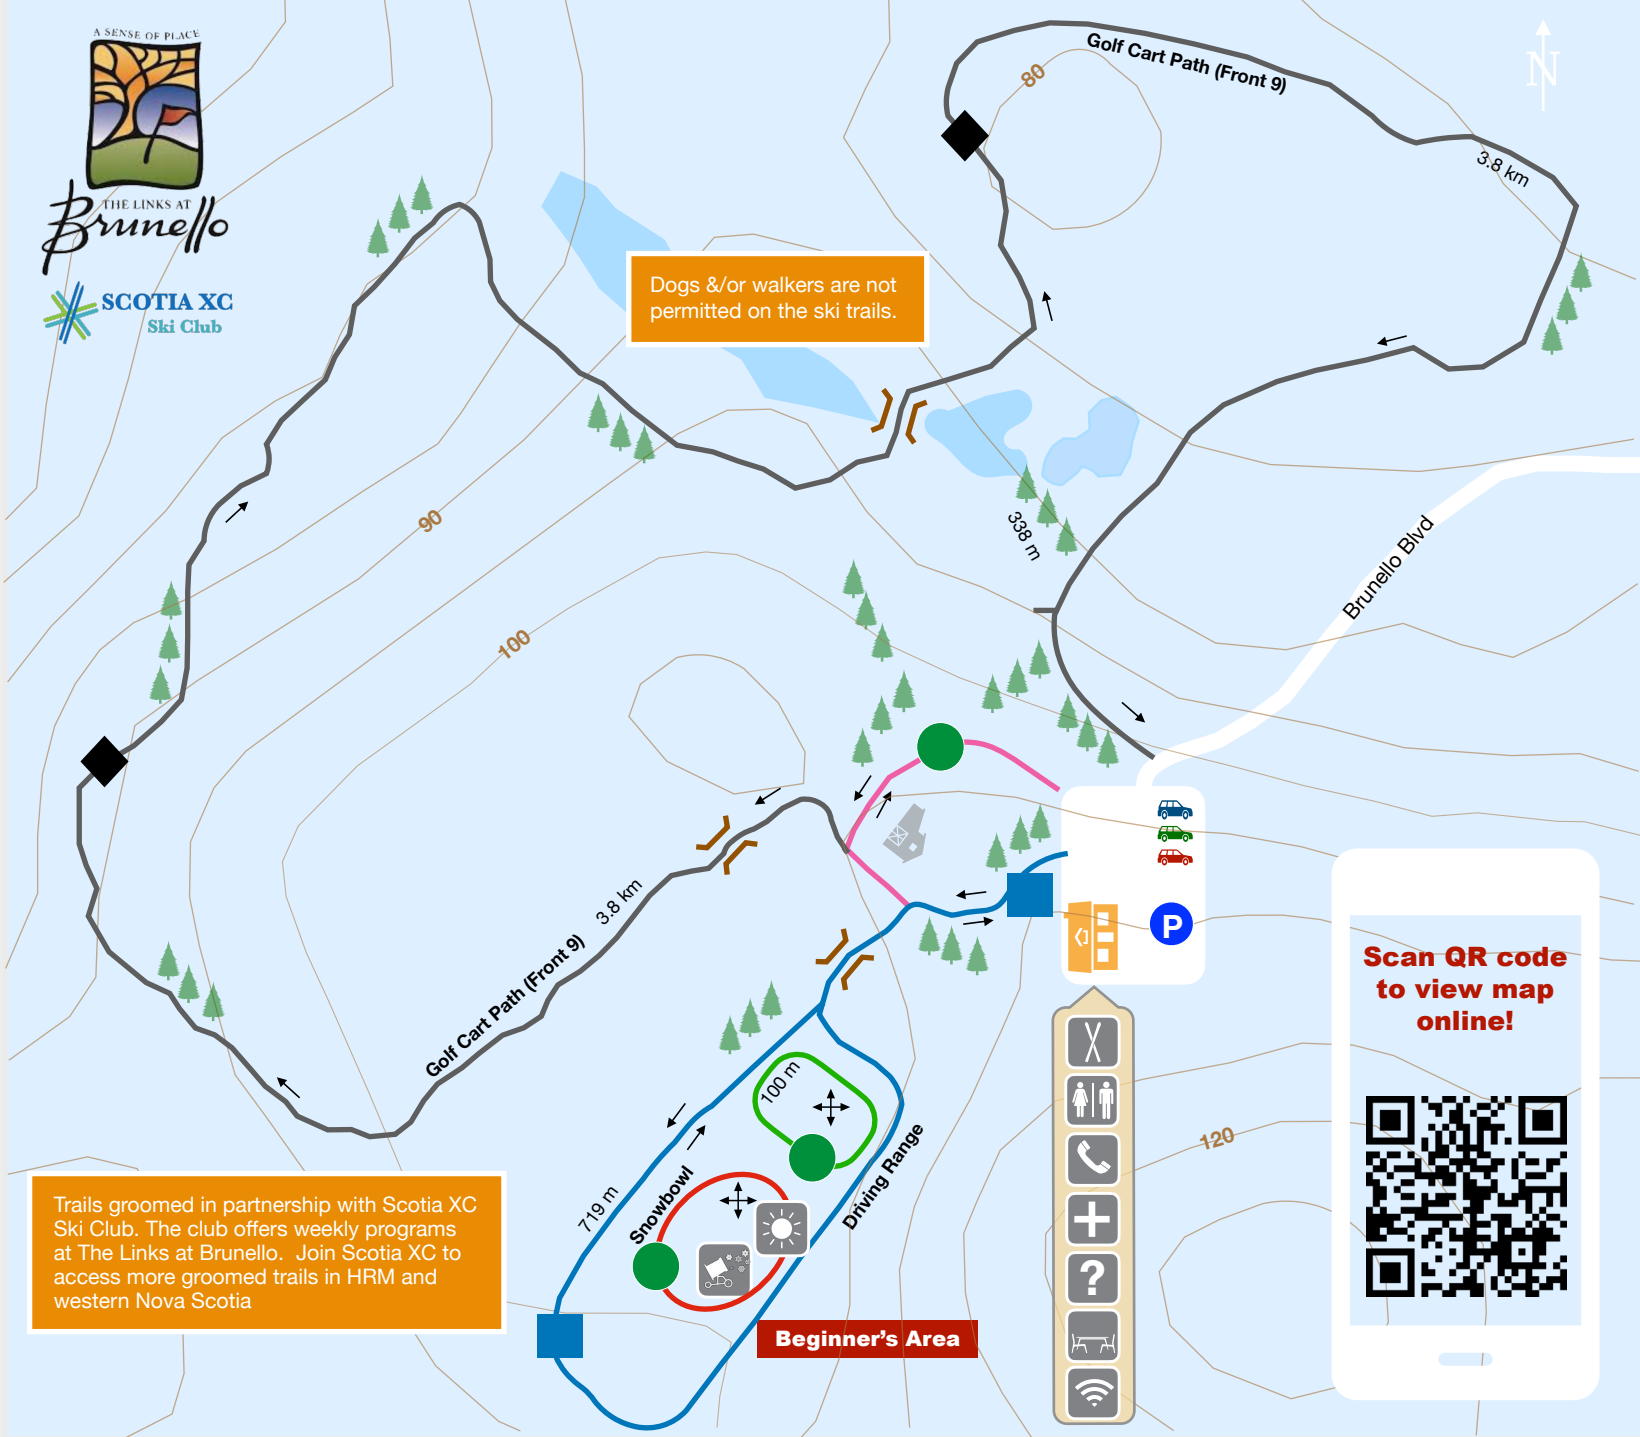 A SENSE OF PLACE
THE LINKS AT
Brunello
SCOTIA XC
Ski Club
Golf Cart Path (Front 9)
80
N
3.8 km
Dogs &/or walkers are not
permitted on the ski trails.
90
338 m
Brunello Blvd
100
3.8 km
Golf Cart Path (Front 9)
P
Scan QR code
to view map
online!
100 m
120
Driving Range
Snowbowl
719 m
Trails groomed in partnership with Scotia XC
Ski Club. The club offers weekly programs
at The Links at Brunello.  Join Scotia XC to
access more groomed trails in HRM and
western Nova Scotia
?
Beginner's Area